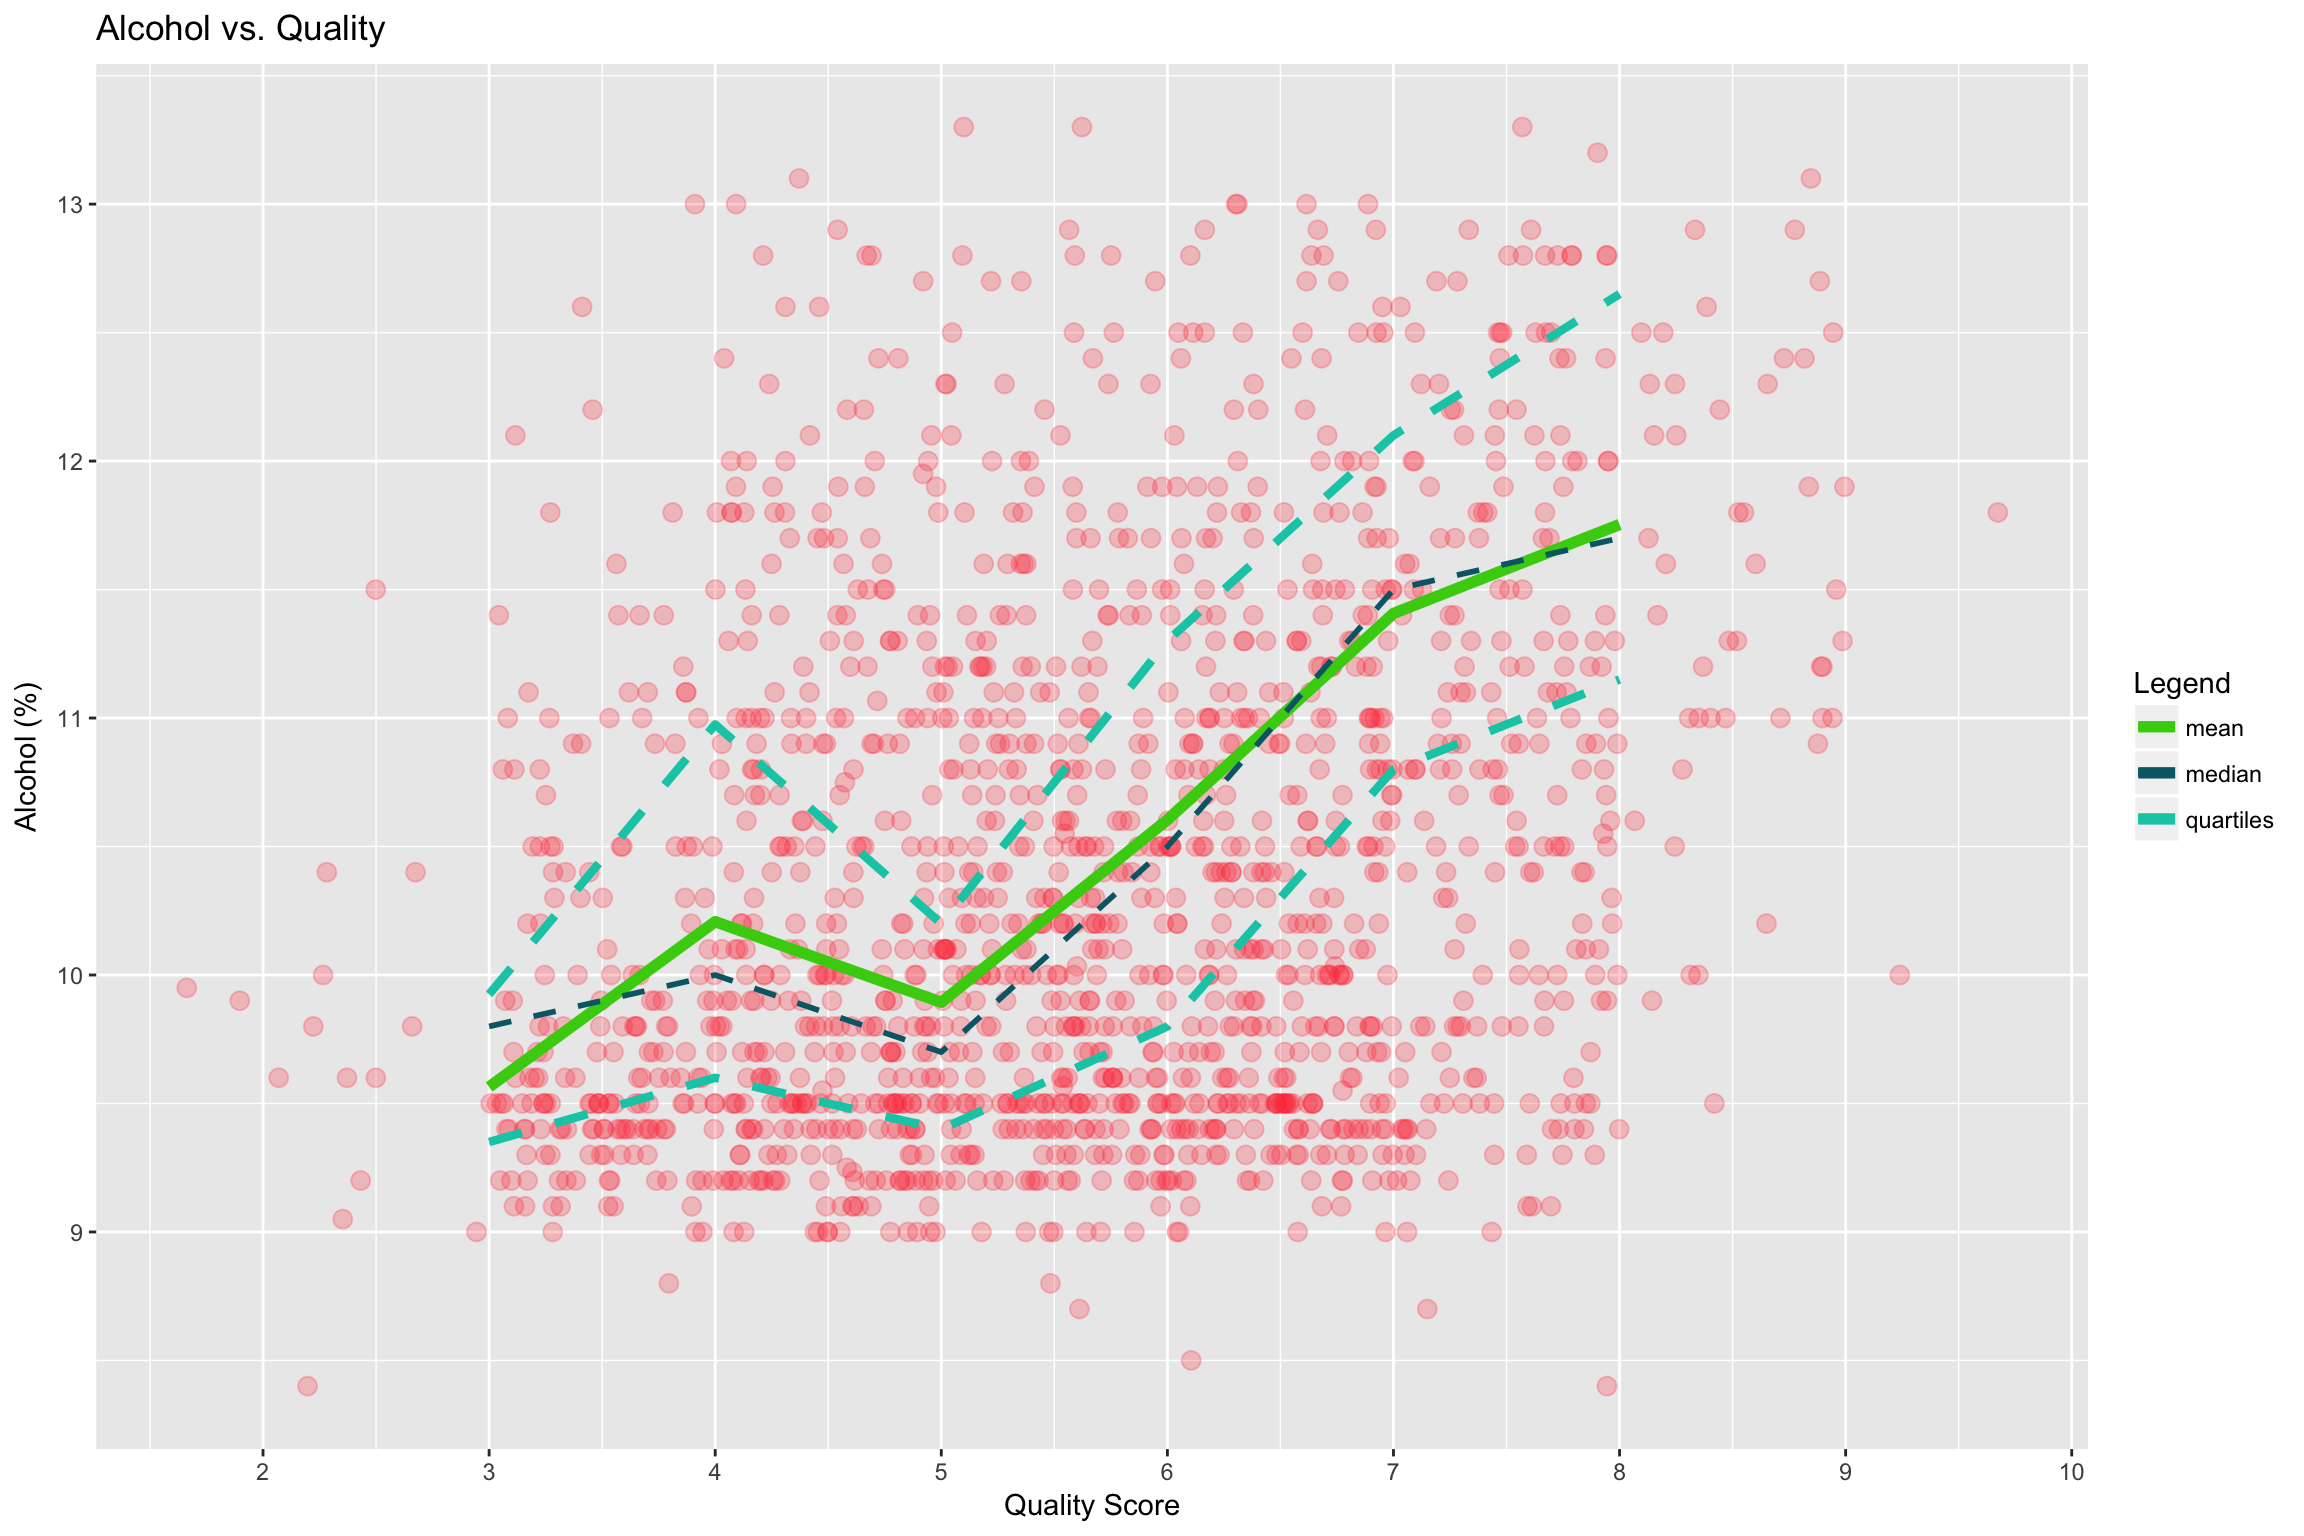 Alcohol vs. Quality
13
12
11
10
9
Alcohol (%)
2 3 4 5 6 7 8 9 10
Quality Score
Legend
mean
median
quartiles